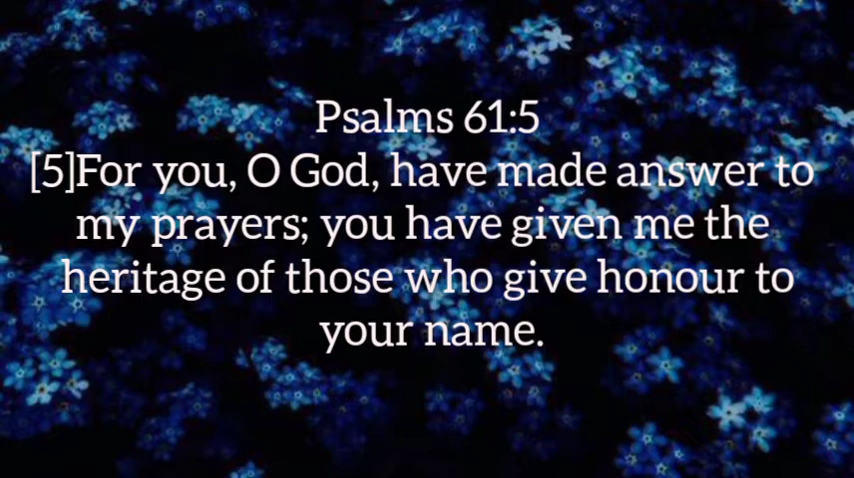 Psalms 61:5
[5]For you, O God, have made answer to
my prayers; you have given me the
heritage of those who give honour to
your name.